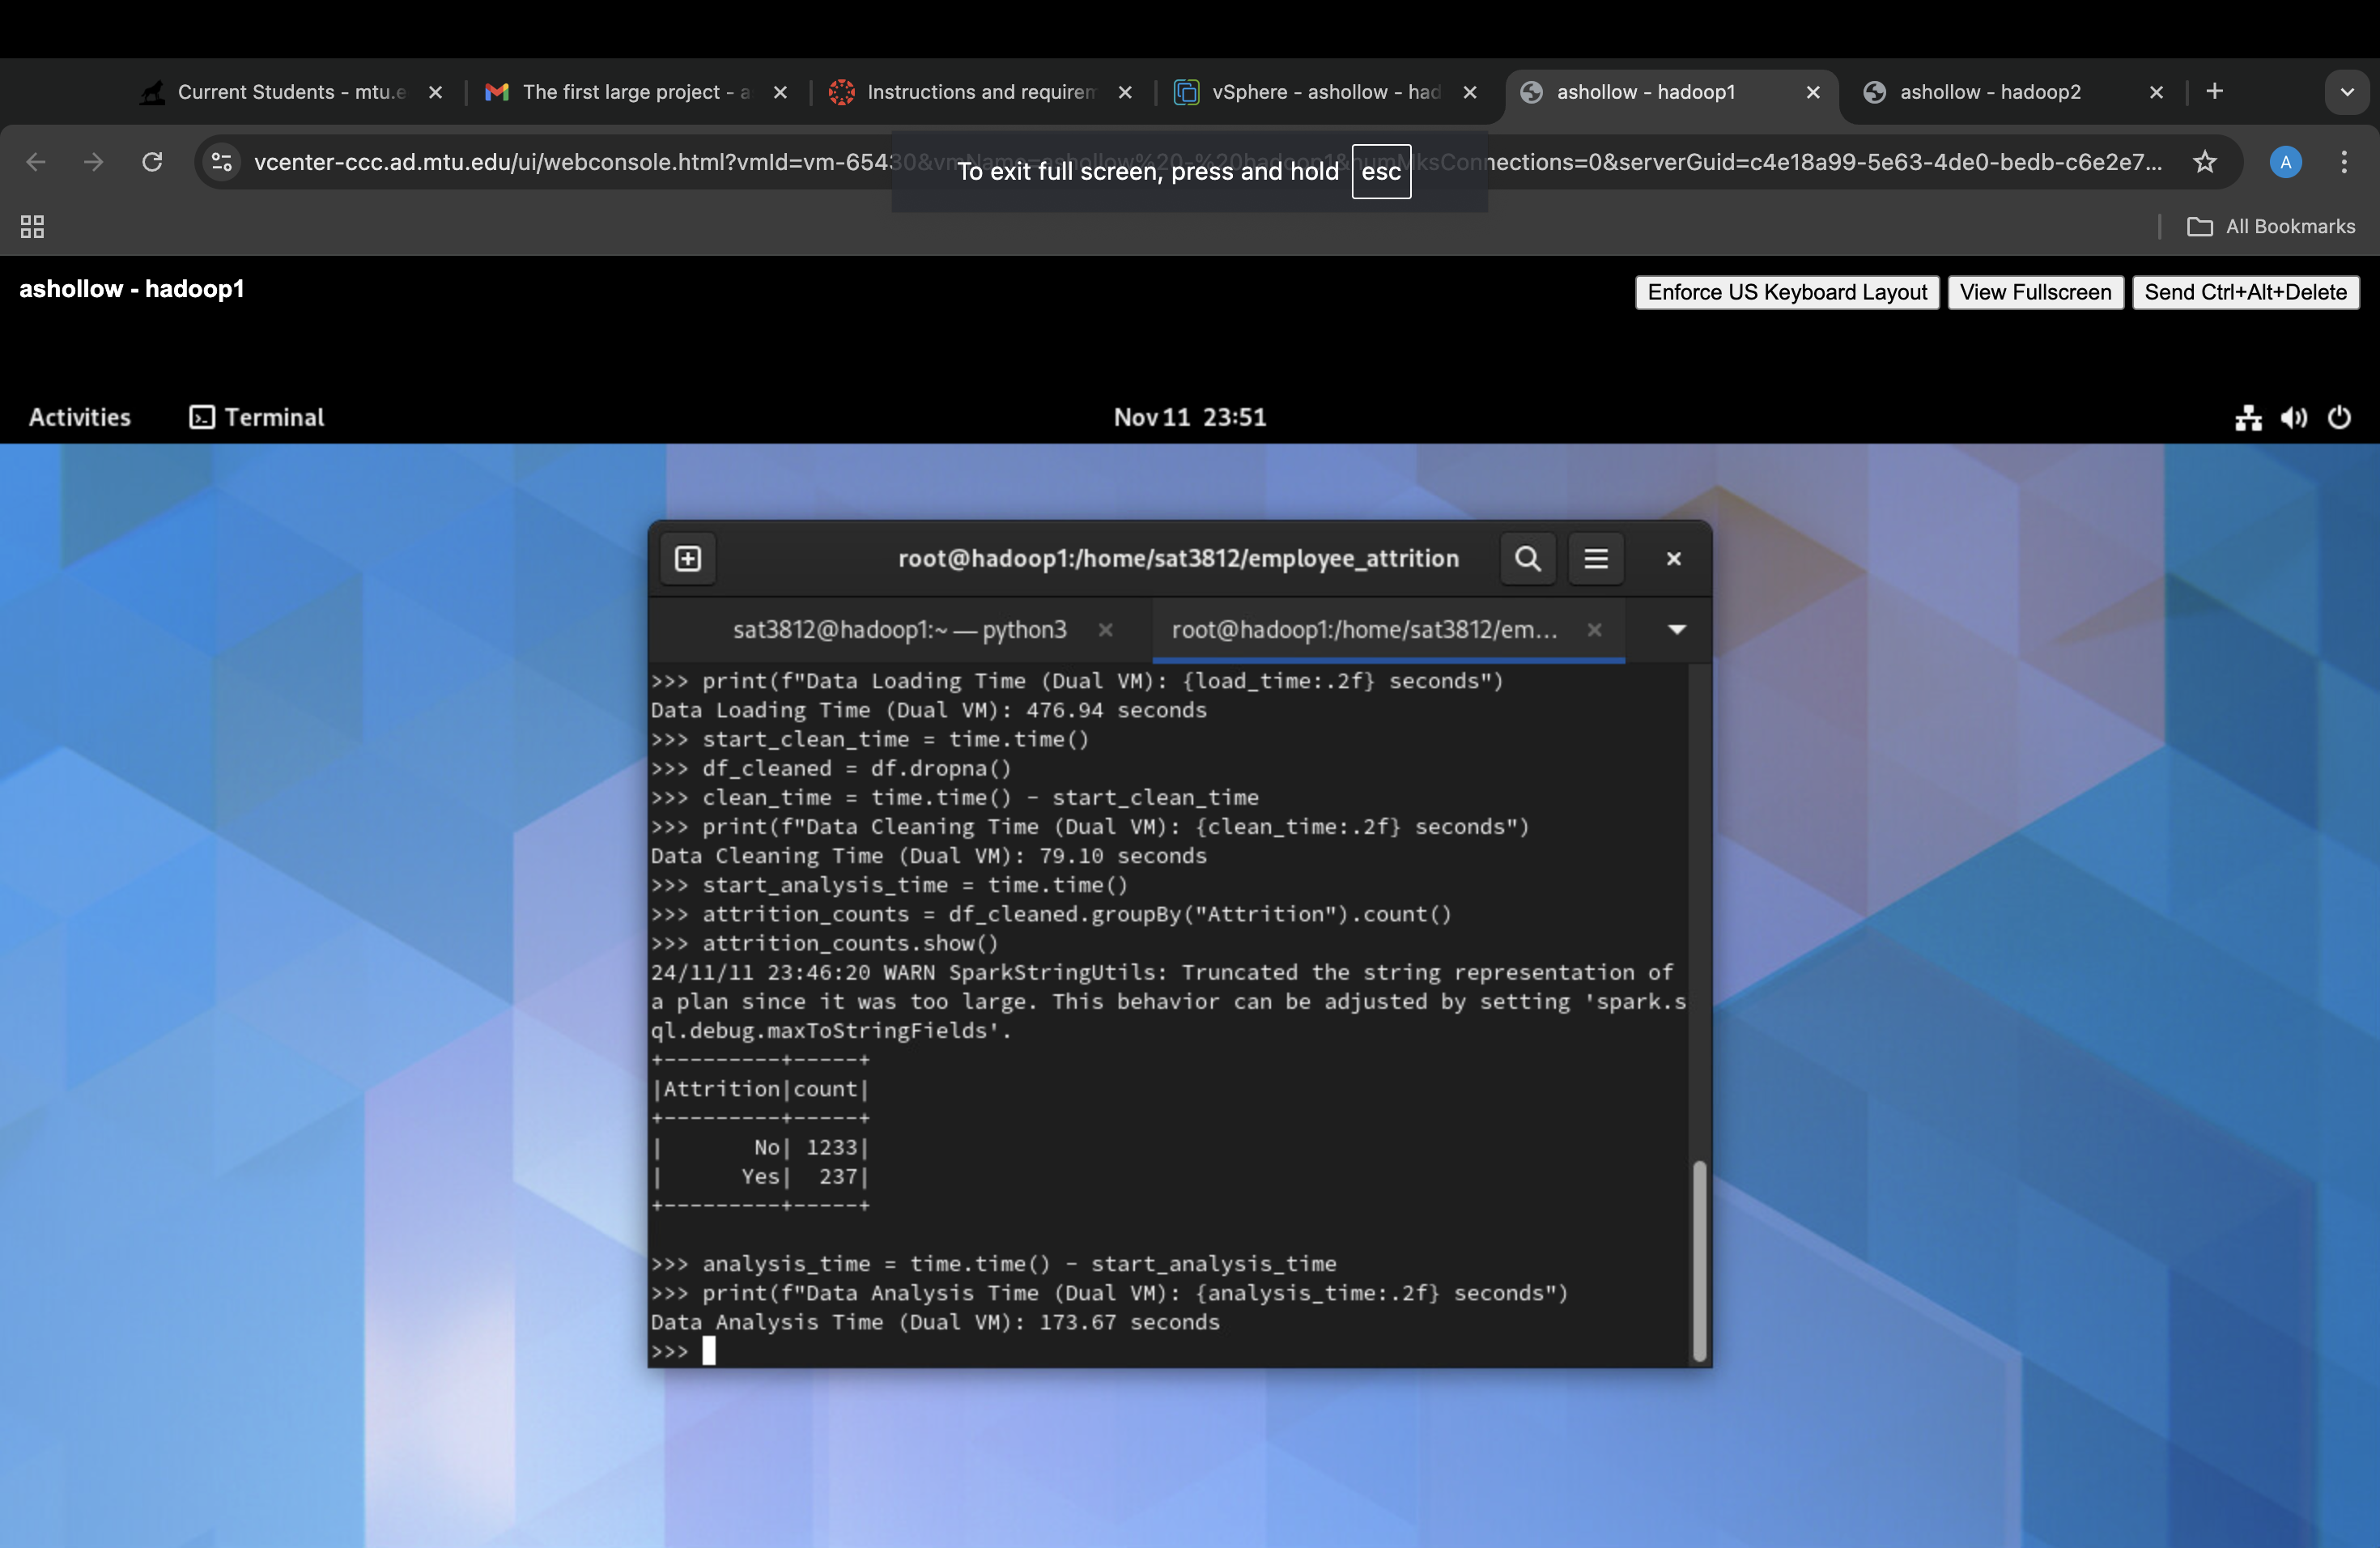 Current Students - mtu.e
The first large project - a
Instructions and requirem
vSphere - ashollow - had
ashollow - hadoop1
ashollow - hadoop2
vcenter-ccc.ad.mtu.edu/ui/webconsole.html?vmId=vm-65430&vmName=ashollow%20-%20hadoop1&numMksConnections=0&serverGuid=c4e18a99-5e63-4de0-bedb-c6e2e7...
A
To exit full screen, press and hold esc
All Bookmarks
ashollow - hadoop1
Enforce US Keyboard Layout
View Fullscreen
Send Ctrl+Alt+Delete
Activities
Terminal
Nov 11 23:51
root@hadoop1:/home/sat3812/employee_attrition
sat3812@hadoop1:~ — python3
root@hadoop1:/home/sat3812/em...
>>> print(f"Data Loading Time (Dual VM): {load_time:.2f} seconds")
Data Loading Time (Dual VM): 476.94 seconds
>>> start_clean_time = time.time()
>>> df_cleaned = df.dropna()
>>> clean_time = time.time() - start_clean_time
>>> print(f"Data Cleaning Time (Dual VM): {clean_time:.2f} seconds")
Data Cleaning Time (Dual VM): 79.10 seconds
>>> start_analysis_time = time.time()
>>> attrition_counts = df_cleaned.groupBy("Attrition").count()
>>> attrition_counts.show()
24/11/11 23:46:20 WARN SparkStringUtils: Truncated the string representation of
a plan since it was too large. This behavior can be adjusted by setting 'spark.s
ql.debug.maxToStringFields'.
+---------+-----+
|Attrition|count|
+---------+-----+
|       No| 1233|
|      Yes|  237|
+---------+-----+
>>> analysis_time = time.time() - start_analysis_time
>>> print(f"Data Analysis Time (Dual VM): {analysis_time:.2f} seconds")
Data Analysis Time (Dual VM): 173.67 seconds
>>>